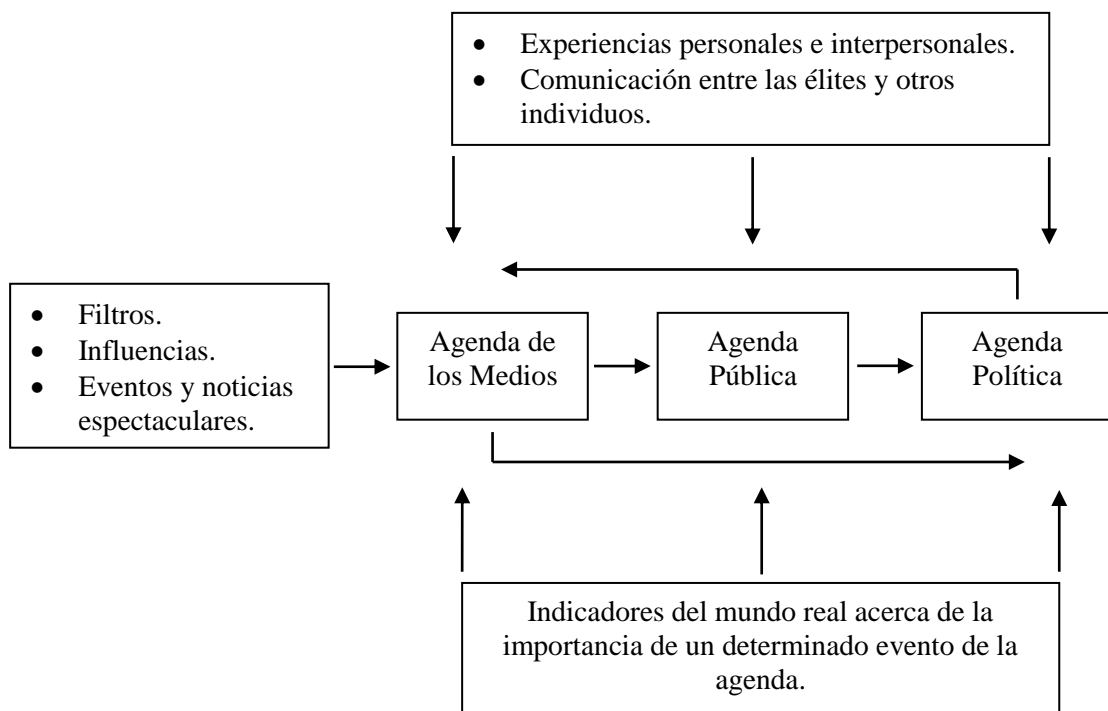 • Experiencias personales e interpersonales.
• Comunicación entre las élites y otros
individuos.
• Filtros.
• Influencias.
• Eventos y noticias
espectaculares.
Agenda de
los Medios
Agenda
Pública
Agenda
Política
Indicadores del mundo real acerca de la
importancia de un determinado evento de la
agenda.